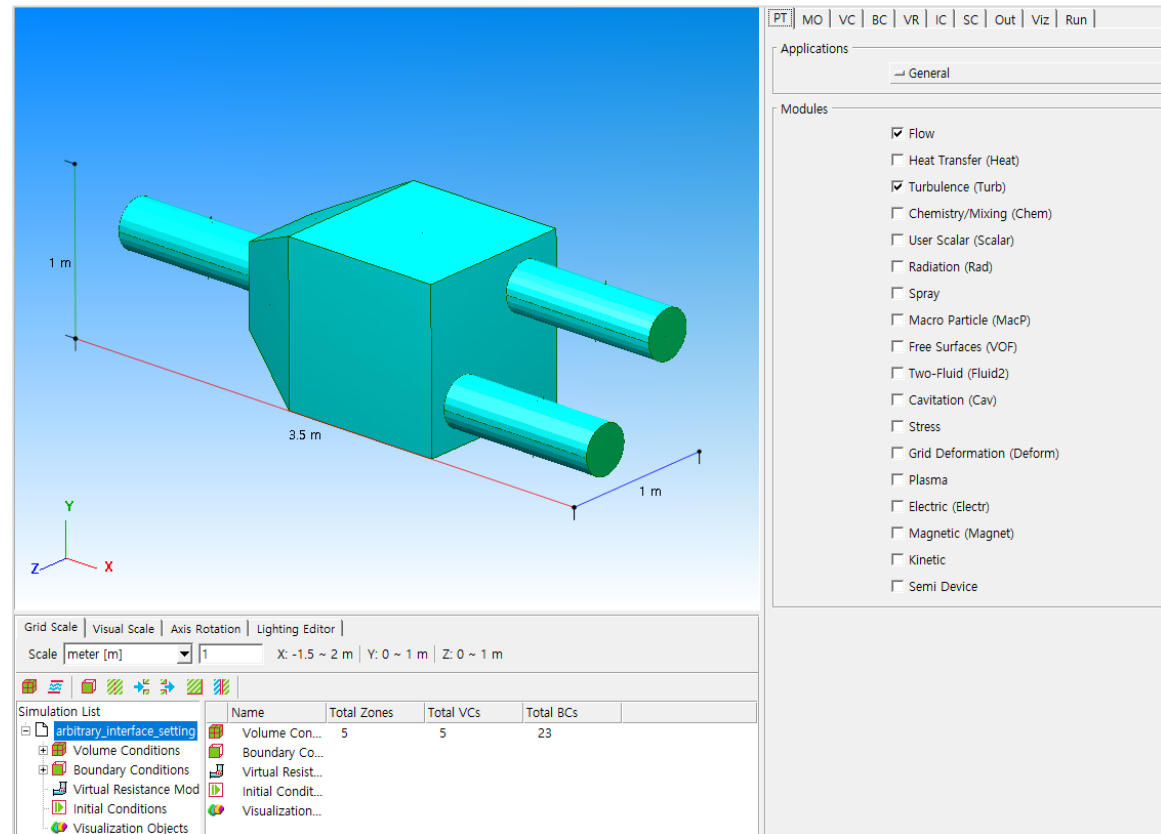 PT MO VC BC VR IC SC Out Viz Run
Applications
General
Modules
Flow
Heat Transfer (Heat)
Turbulence (Turb)
Chemistry/Mixing (Chem)
User Scalar (Scalar)
Radiation (Rad)
Spray
Macro Particle (MacP)
Free Surfaces (VOF)
Two-Fluid (Fluid2)
Cavitation (Cav)
Stress
Grid Deformation (Deform)
Plasma
Electric (Electr)
Magnetic (Magnet)
Kinetic
Semi Device
1 m
3.5 m
1 m
Y
Z X
Grid Scale Visual Scale Axis Rotation Lighting Editor
Scale meter [m] 1 X: -1.5 ~ 2 m Y: 0 ~ 1 m Z: 0 ~ 1 m
Simulation List
arbitrary_interface_setting
Volume Conditions
Boundary Conditions
Virtual Resistance Mod
Initial Conditions
Visualization Objects
Name Total Zones Total VCs Total BCs
Volume Con... 5 5 23
Boundary Co...
Virtual Resist...
Initial Condit...
Visualization...